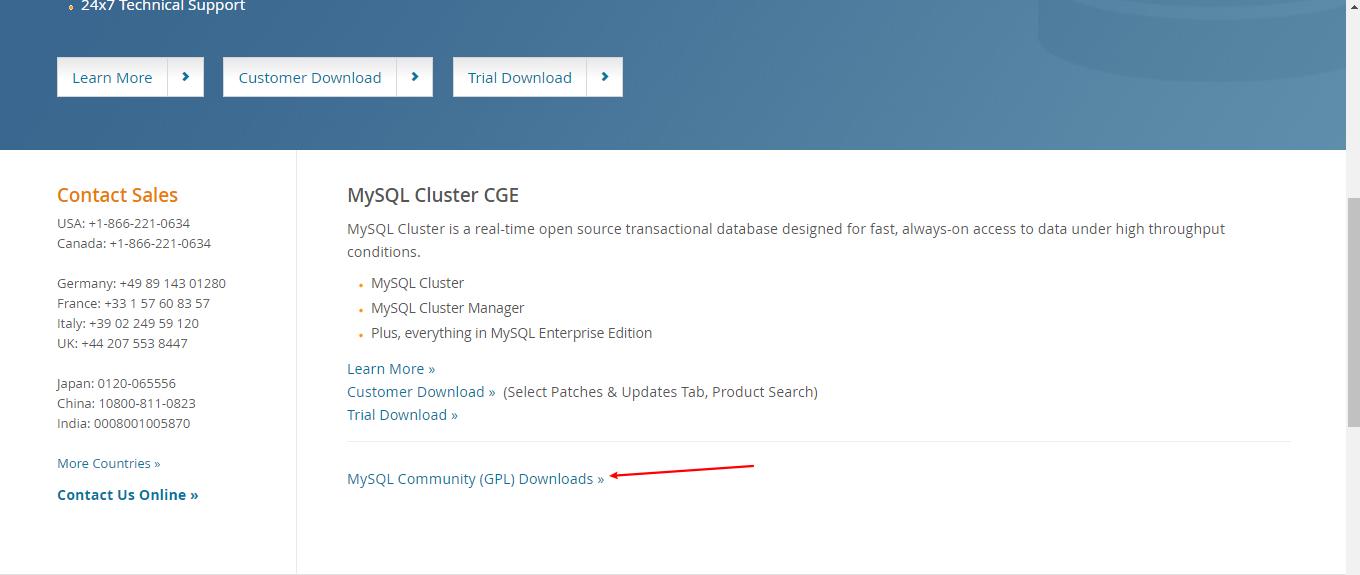 24x7 Technical Support
Learn More
Customer Download
Trial Download
Contact Sales
USA: +1-866-221-0634
Canada: +1-866-221-0634
Germany: +49 89 143 01280
France: +33 1 57 60 83 57
Italy: +39 02 249 59 120
UK: +44 207 553 8447
Japan: 0120-065556
China: 10800-811-0823
India: 0008001005870
More Countries »
Contact Us Online »
MySQL Cluster CGE
MySQL Cluster is a real-time open source transactional database designed for fast, always-on access to data under high throughput
conditions.
MySQL Cluster
MySQL Cluster Manager
Plus, everything in MySQL Enterprise Edition
Learn More »
Customer Download » (Select Patches & Updates Tab, Product Search)
Trial Download »
MySQL Community (GPL) Downloads »